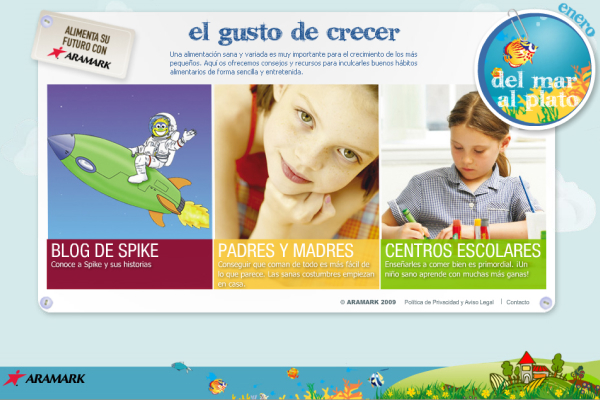 ALIMENTA SU
FUTURO CON
ARAMARK
el gusto de crecer
Una alimentación sana y variada es muy importante para el crecimiento de los más
pequeños. Aquí os ofrecemos consejos y recursos para inculcarles buenos hábitos
alimentarios de forma sencilla y entretenida.
enero
del mar
al plato
BLOG DE SPIKE
Conoce a Spike y sus historias
PADRES Y MADRES
Conseguir que coman de todo es más fácil de
lo que parece. Las sanas costumbres empiezan
en casa.
CENTROS ESCOLARES
Enseñarles a comer bien es primordial. ¡Un
niño sano aprende con muchas más ganas!
© ARAMARK 2009 Política de Privacidad y Aviso Legal | Contacto
ARAMARK